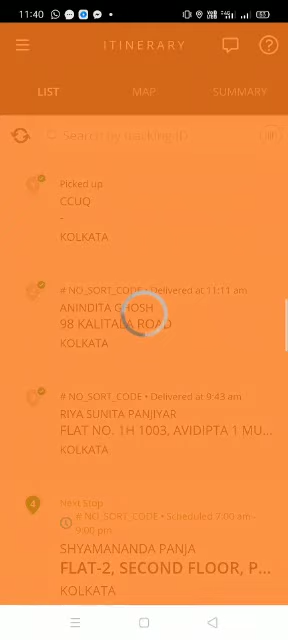 11:40
ITINERARY
LIST MAP SUMMARY
Search by tracking ID
Picked up
CCUQ
-
KOLKATA
# NO_SORT_CODE • Delivered at 11:11 am
ANINDITA GHOSH
98 KALITALA ROAD
KOLKATA
# NO_SORT_CODE • Delivered at 9:43 am
RIYA SUNITA PANJIYAR
FLAT NO. 1H 1003, AVIDIPTA 1 MU...
KOLKATA
4
Next Stop
# NO_SORT_CODE • Scheduled 7:00 am -
9:00 pm
SHYAMANANDA PANJA
FLAT-2, SECOND FLOOR, P...
KOLKATA